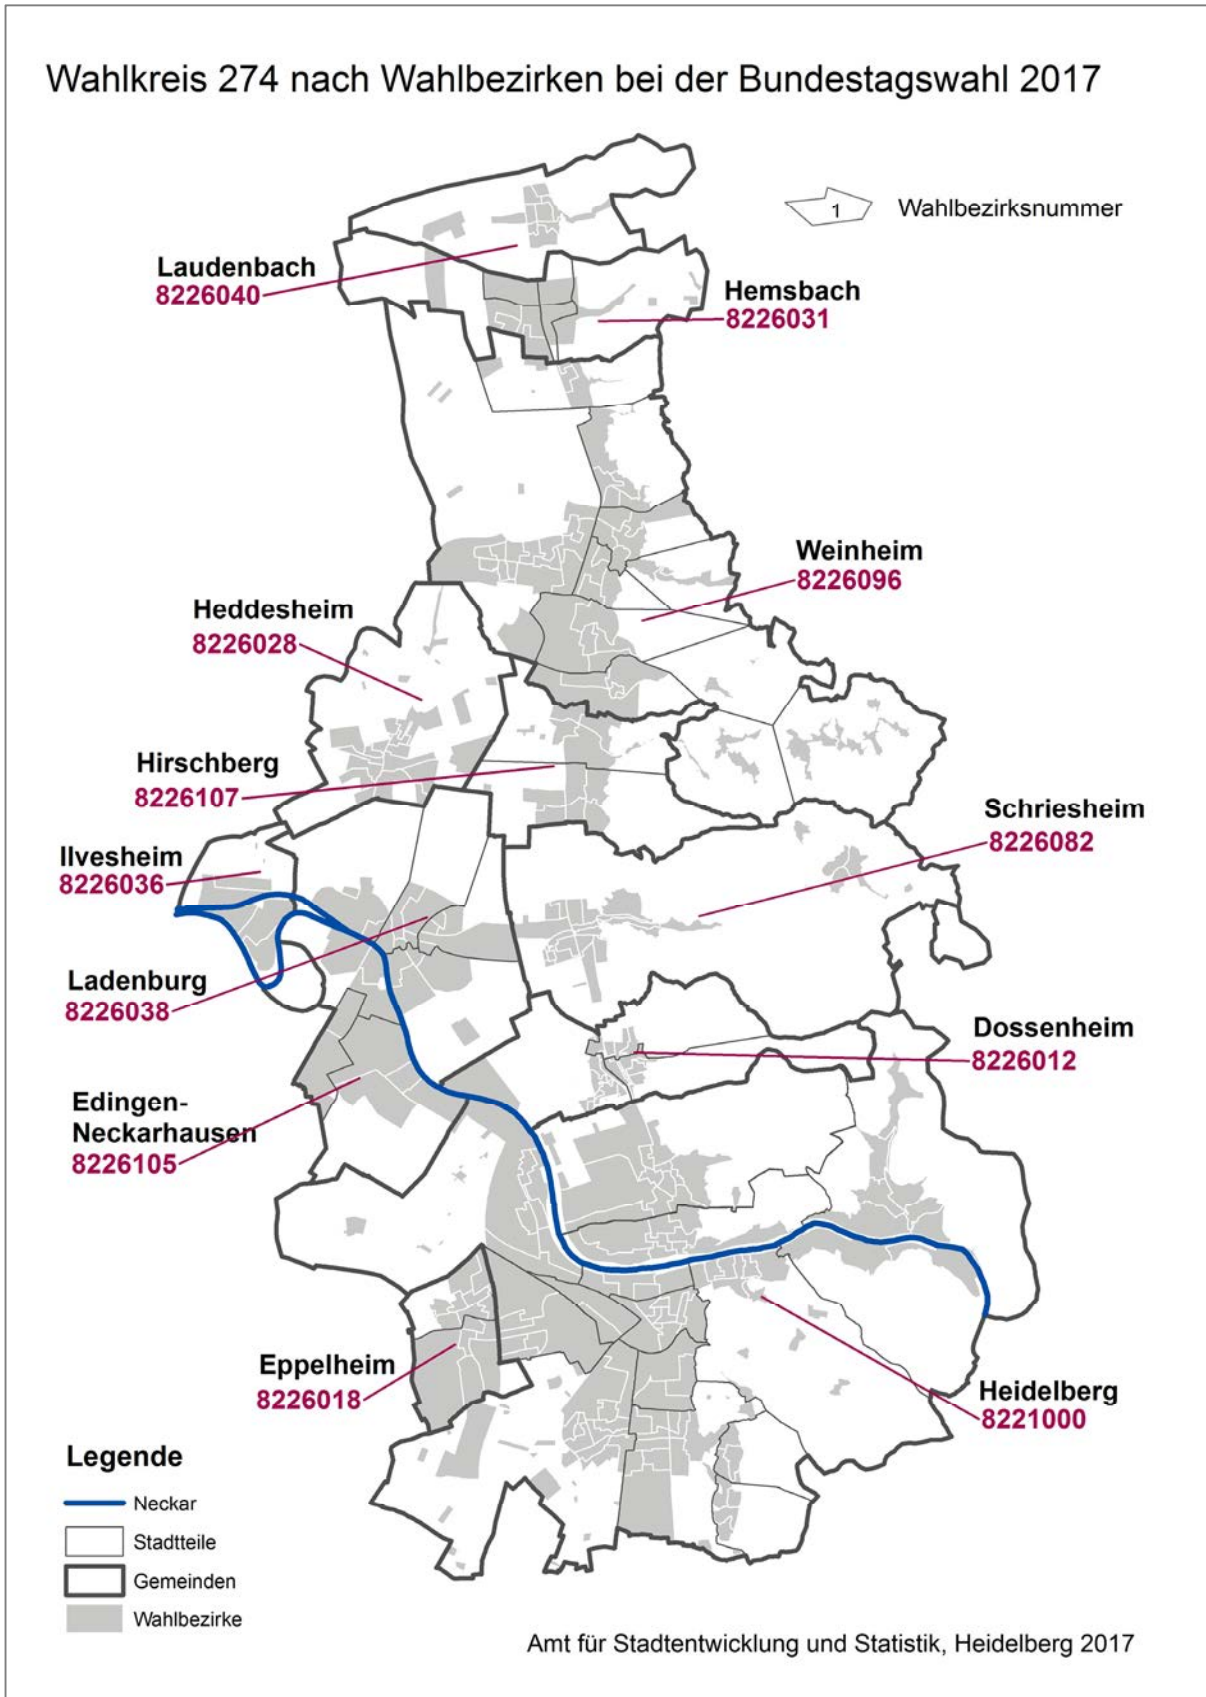 Wahlkreis 274 nach Wahlbezirken bei der Bundestagswahl 2017
1
Wahlbezirksnummer
Laudenbach
8226040
Hemsbach
8226031
Weinheim
8226096
Heddesheim
8226028
Hirschberg
8226107
Schriesheim
8226082
Ilvesheim
8226036
Ladenburg
8226038
Dossenheim
8226012
Edingen-
Neckarhausen
8226105
Eppelheim
8226018
Heidelberg
8221000
Legende
Neckar
Stadtteile
Gemeinden
Wahlbezirke
Amt für Stadtentwicklung und Statistik, Heidelberg 2017